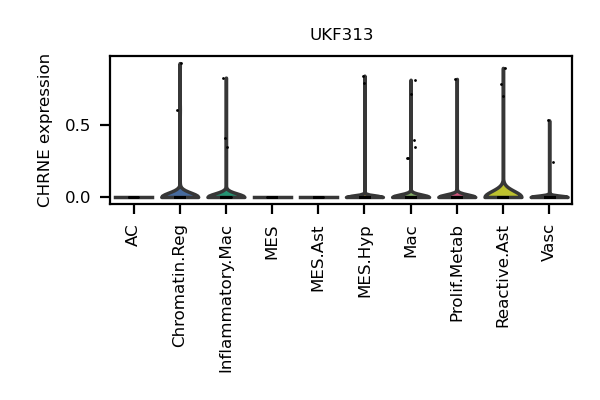 UKF313
CHRNE expression
0.5
0.0
AC
Chromatin.Reg
Inflammatory.Mac
MES
MES.Ast
MES.Hyp
Mac
Prolif.Metab
Reactive.Ast
Vasc